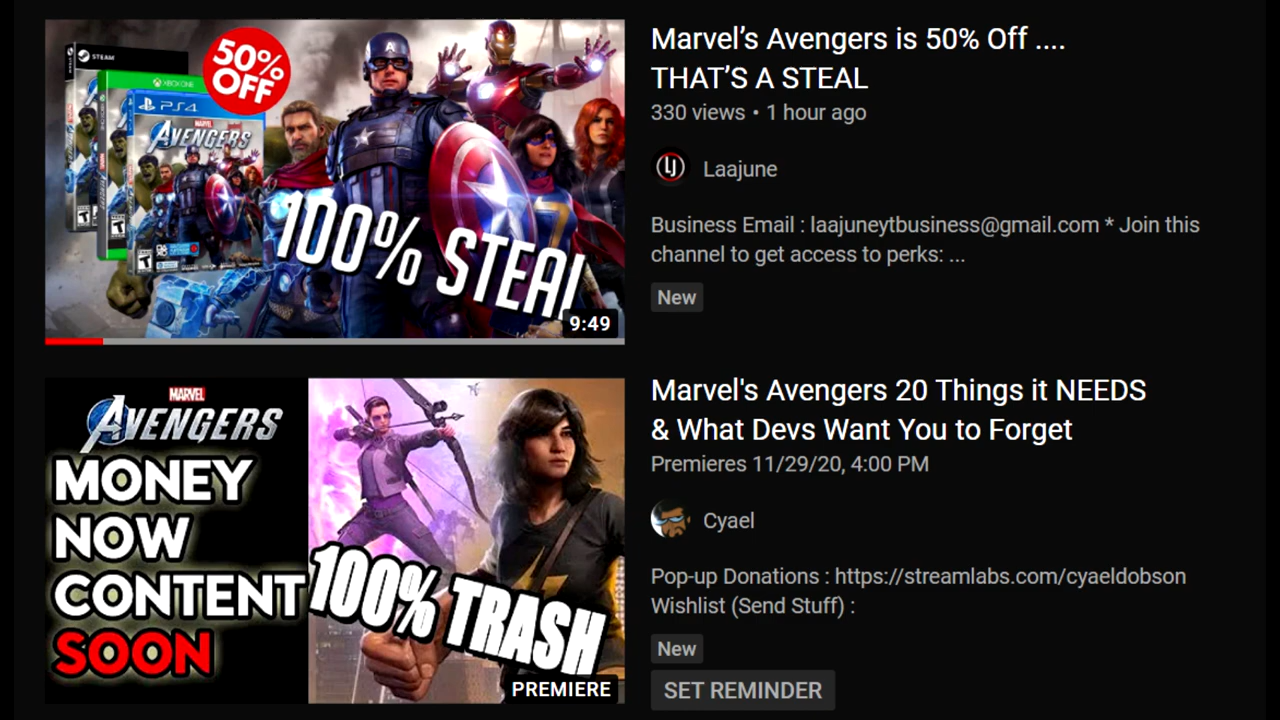 50%
OFF
STEAM
XBOXONE
PS4
MARVEL
AVENGERS
100% STEAL
9:49
Marvel’s Avengers is 50% Off ....
THAT’S A STEAL
330 views • 1 hour ago
LJ
Laajune
Business Email : laajuneytbusiness@gmail.com * Join this
channel to get access to perks: ...
New
MARVEL
AVENGERS
MONEY
NOW
CONTENT
SOON
100% TRASH
PREMIERE
Marvel's Avengers 20 Things it NEEDS
& What Devs Want You to Forget
Premieres 11/29/20, 4:00 PM
Cyael
Pop-up Donations : https://streamlabs.com/cyaeldobson
Wishlist (Send Stuff) :
New
SET REMINDER